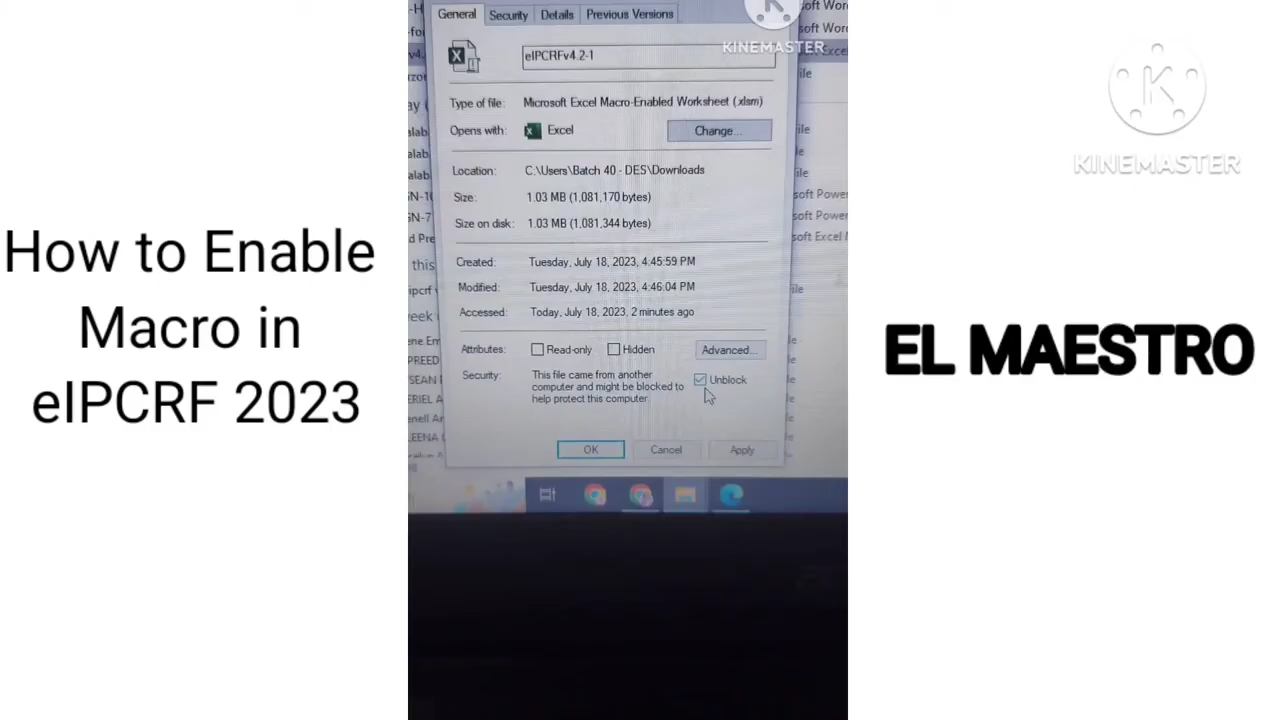 How to Enable
Macro in
eIPCRF 2023
General Security Details Previous Versions
eIPCRFv4.2-1
Type of file: Microsoft Excel Macro-Enabled Worksheet (.xlsm)
Opens with: Excel Change...
Location: C:\Users\Batch 40 - DES\Downloads
Size: 1.03 MB (1,081,170 bytes)
Size on disk: 1.03 MB (1,081,344 bytes)
Created: Tuesday, July 18, 2023, 4:45:59 PM
Modified: Tuesday, July 18, 2023, 4:46:04 PM
Accessed: Today, July 18, 2023, 2 minutes ago
Attributes: Read-only Hidden Advanced...
Security: This file came from another
computer and might be blocked to
help protect this computer
Unblock
OK Cancel Apply
KINEMASTER
KINEMASTER
EL MAESTRO